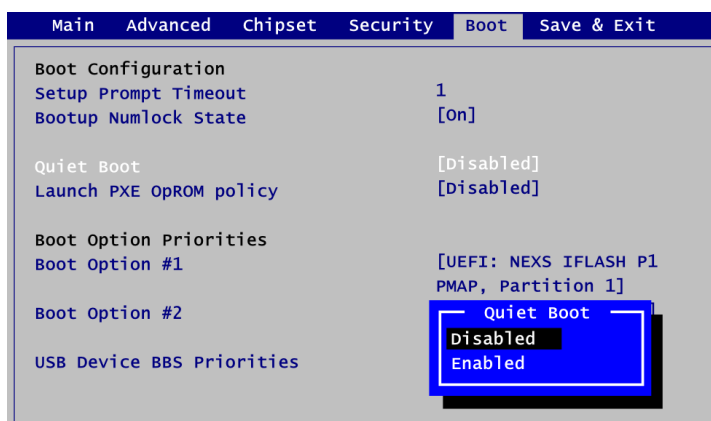 Main Advanced Chipset Security Boot Save & Exit
Boot Configuration
Setup Prompt Timeout 1
Bootup Numlock State [On]
Quiet Boot [Disabled]
Launch PXE OpROM policy [Disabled]
Boot Option Priorities
Boot Option #1 [UEFI: NEXS IFLASH P1
PMAP, Partition 1]
Boot Option #2
Quiet Boot
Disabled
Enabled
USB Device BBS Priorities